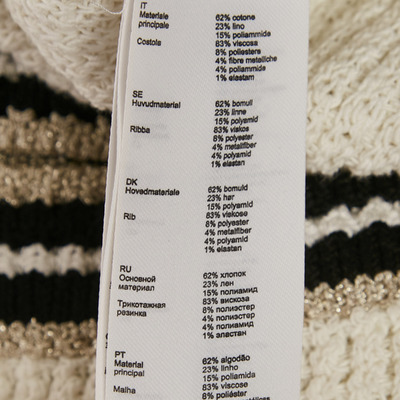 IT
Materiale 62% cotone
principale 23% lino
15% poliammide
Costola 83% viscosa
8% poliestere
4% fibre metalliche
4% poliammide
1% elastam
SE
Huvudmaterial 62% bomull
23% linne
15% polyamid
Ribba 83% viskos
8% polyester
4% metallfiber
4% polyamid
1% elastan
DK
Hovedmateriale 62% bomuld
23% hør
15% polyamid
Rib 83% viskose
8% polyester
4% metalfiber
4% polyamid
1% elastan
RU
Основной 62% хлопок
материал 23% лен
15% полиамид
Трикотажная 83% вискоза
резинка 8% полиэстер
4% полиэстер
4% полиамид
1% эластан
PT
Material 62% algodão
principal 23% linho
15% poliamida
Malha 83% viscose
8% poliéster